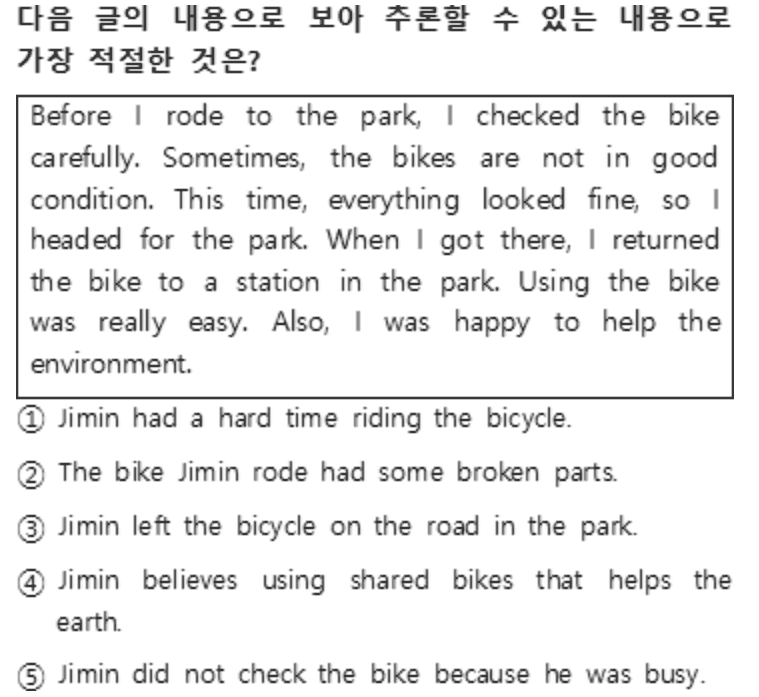 다음 글의 내용으로 보아 추론할 수 있는 내용으로
가장 적절한 것은?
Before I rode to the park, I checked the bike
carefully. Sometimes, the bikes are not in good
condition. This time, everything looked fine, so I
headed for the park. When I got there, I returned
the bike to a station in the park. Using the bike
was really easy. Also, I was happy to help the
environment.
① Jimin had a hard time riding the bicycle.
② The bike Jimin rode had some broken parts.
③ Jimin left the bicycle on the road in the park.
④ Jimin believes using shared bikes that helps the
earth.
⑤ Jimin did not check the bike because he was busy.